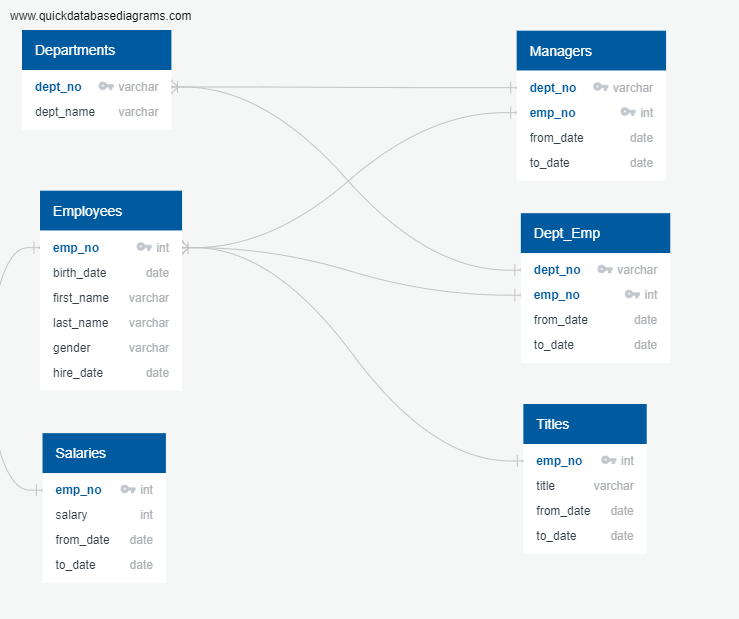 www.quickdatabasediagrams.com
Departments
dept_no varchar
dept_name varchar
Employees
emp_no int
birth_date date
first_name varchar
last_name varchar
gender varchar
hire_date date
Salaries
emp_no int
salary int
from_date date
to_date date
Managers
dept_no varchar
emp_no int
from_date date
to_date date
Dept_Emp
dept_no varchar
emp_no int
from_date date
to_date date
Titles
emp_no int
title varchar
from_date date
to_date date